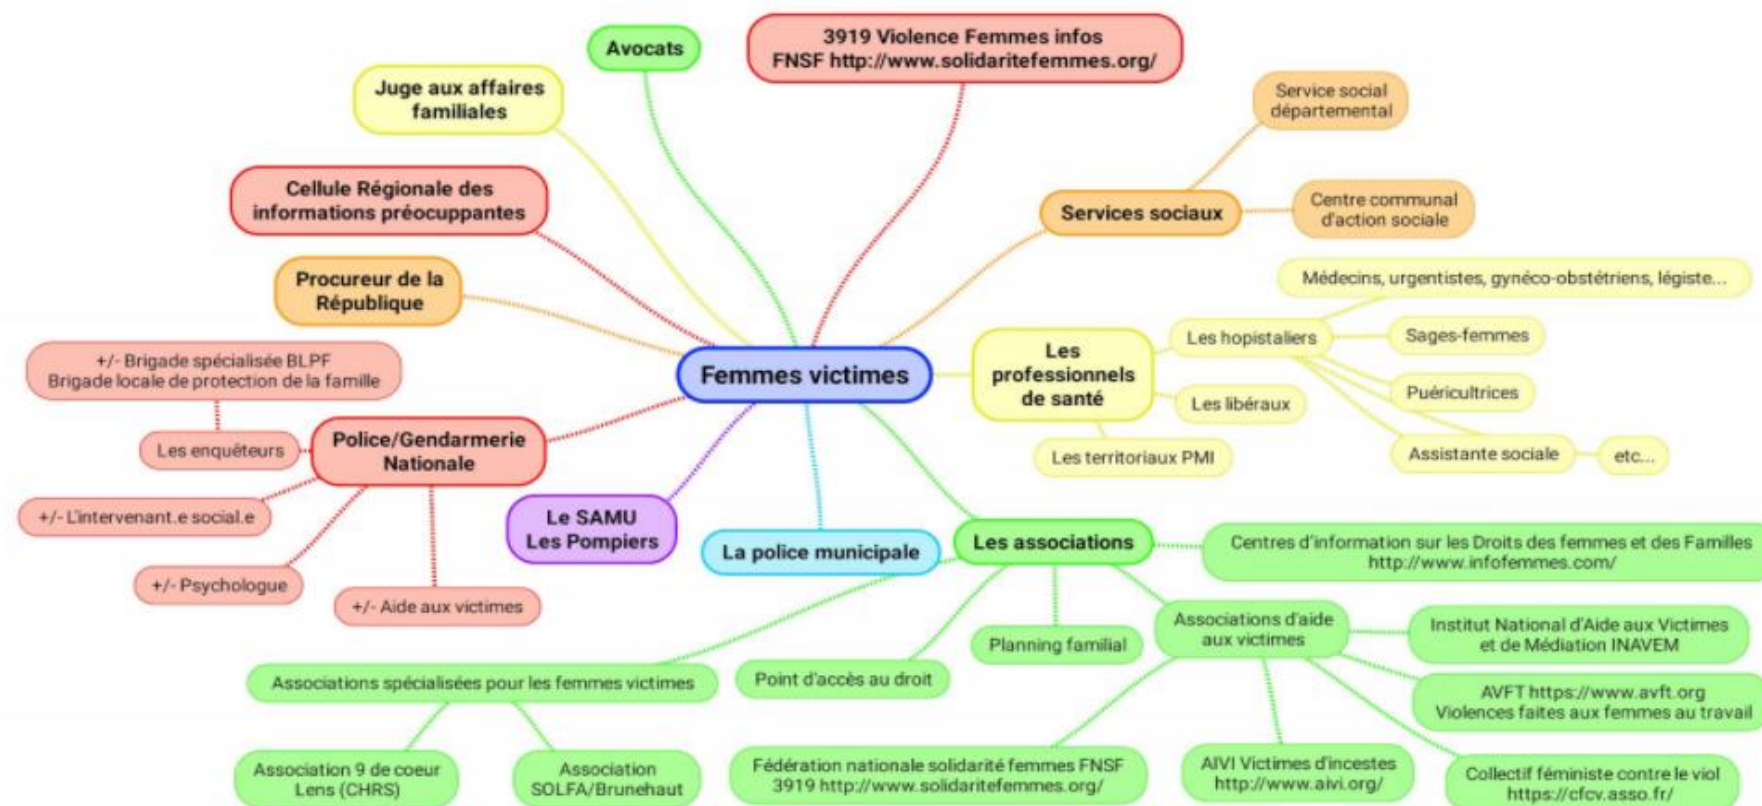 Avocats
3919 Violence Femmes infos
FNSF http://www.solidaritefemmes.org/
Juge aux affaires
familiales
Service social
départemental
Cellule Régionale des
informations préocuppantes
Services sociaux
Centre communal
d'action sociale
Procureur de la
République
Médecins, urgentistes, gynéco-obstétriens, légiste...
Les hopistaliers
Sages-femmes
+/- Brigade spécialisée BLPF
Brigade locale de protection de la famille
Femmes victimes
Les
professionnels
de santé
Puéricultrices
Les libéraux
Police/Gendarmerie
Nationale
Les enquêteurs
Les territoriaux PMI
Assistante sociale
etc...
+/- L'intervenant.e social.e
Le SAMU
Les Pompiers
La police municipale
Les associations
Centres d'information sur les Droits des femmes et des Familles
http://www.infofemmes.com/
+/- Psychologue
+/- Aide aux victimes
Planning familial
Associations d'aide
aux victimes
Institut National d'Aide aux Victimes
et de Médiation INAVEM
Associations spécialisées pour les femmes victimes
Point d'accès au droit
AVFT https://www.avft.org
Violences faites aux femmes au travail
Association 9 de coeur
Lens (CHRS)
Association
SOLFA/Brunehaut
Fédération nationale solidarité femmes FNSF
3919 http://www.solidaritefemmes.org/
AIVI Victimes d'incestes
http://www.aivi.org/
Collectif féministe contre le viol
https://cfcv.asso.fr/